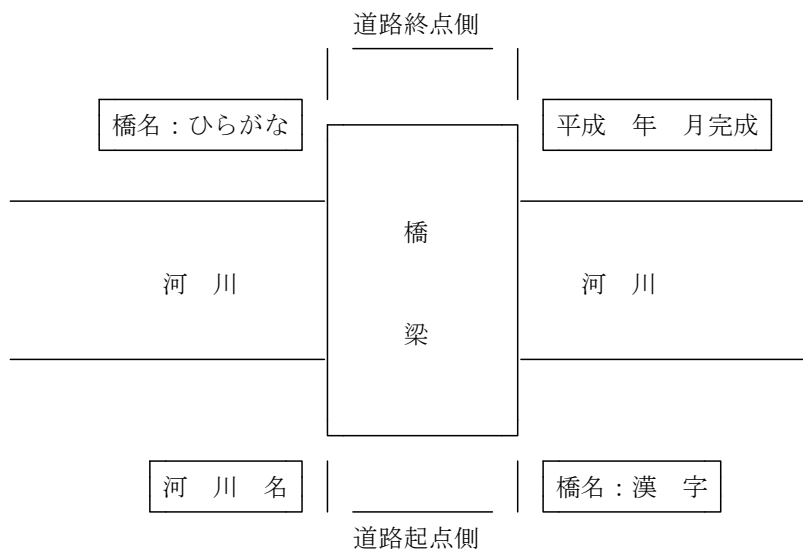 道路終点側
橋名：ひらがな
平成　年　月完成
橋
河　川
河　川
梁
河　川　名
橋名：漢　字
道路起点側